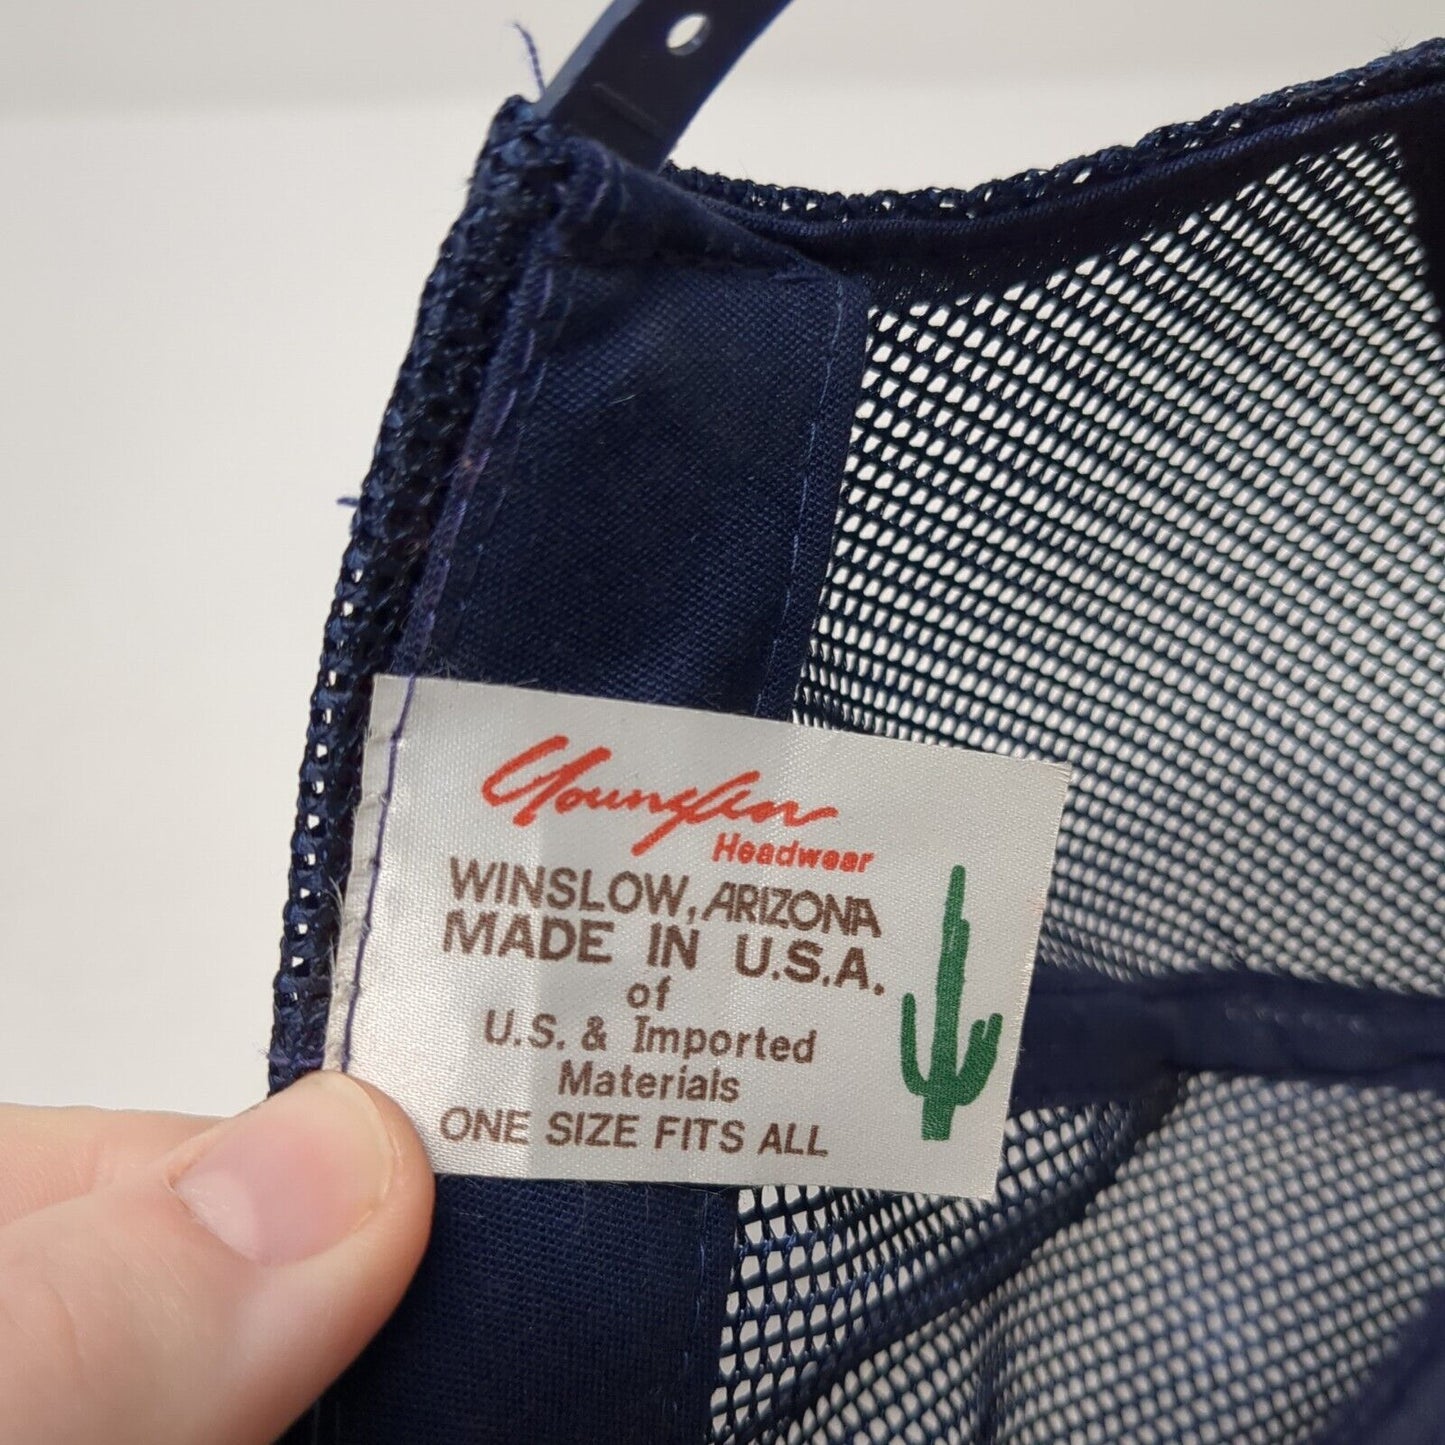 Youngan
Headwear
WINSLOW, ARIZONA
MADE IN U.S.A.
of
U.S. & Imported
Materials
ONE SIZE FITS ALL